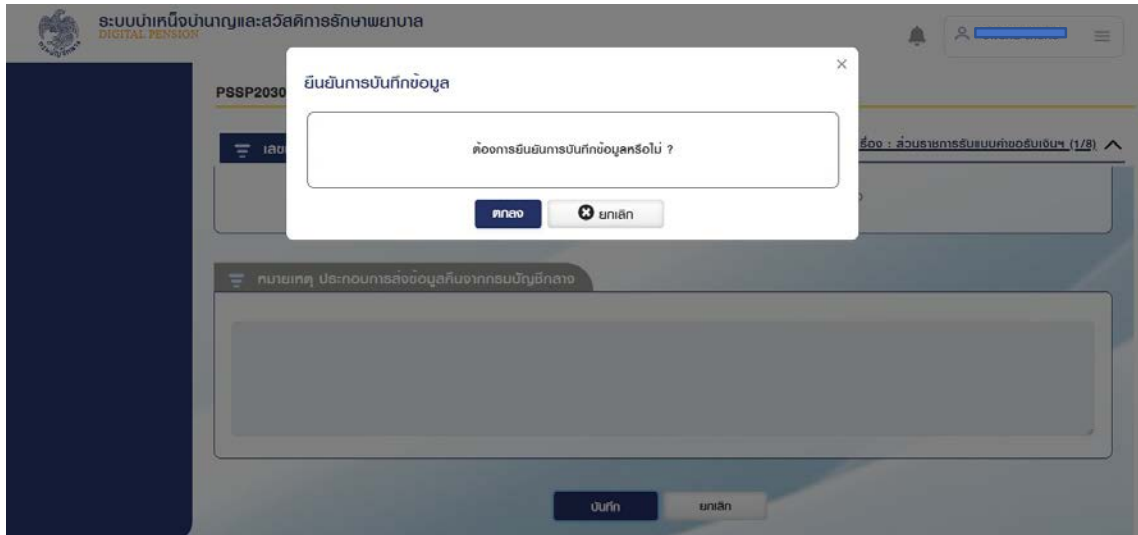 ระบบบำเหน็จบำนาญและสวัสดิการรักษาพยาบาล
DIGITAL PENSION
ยืนยันการบันทึกข้อมูล
PSSP2030
ต้องการยืนยันการบันทึกข้อมูลหรือไม่ ?
เลข
รื่อง : ส่วนราชการรับแบบคำขอรับเงินฯ (1/8)
ตกลง
ยกเลิก
หมายเหตุ ประกอบการส่งข้อมูลคืนจากกรมบัญชีกลาง
บันทึก
ยกเลิก